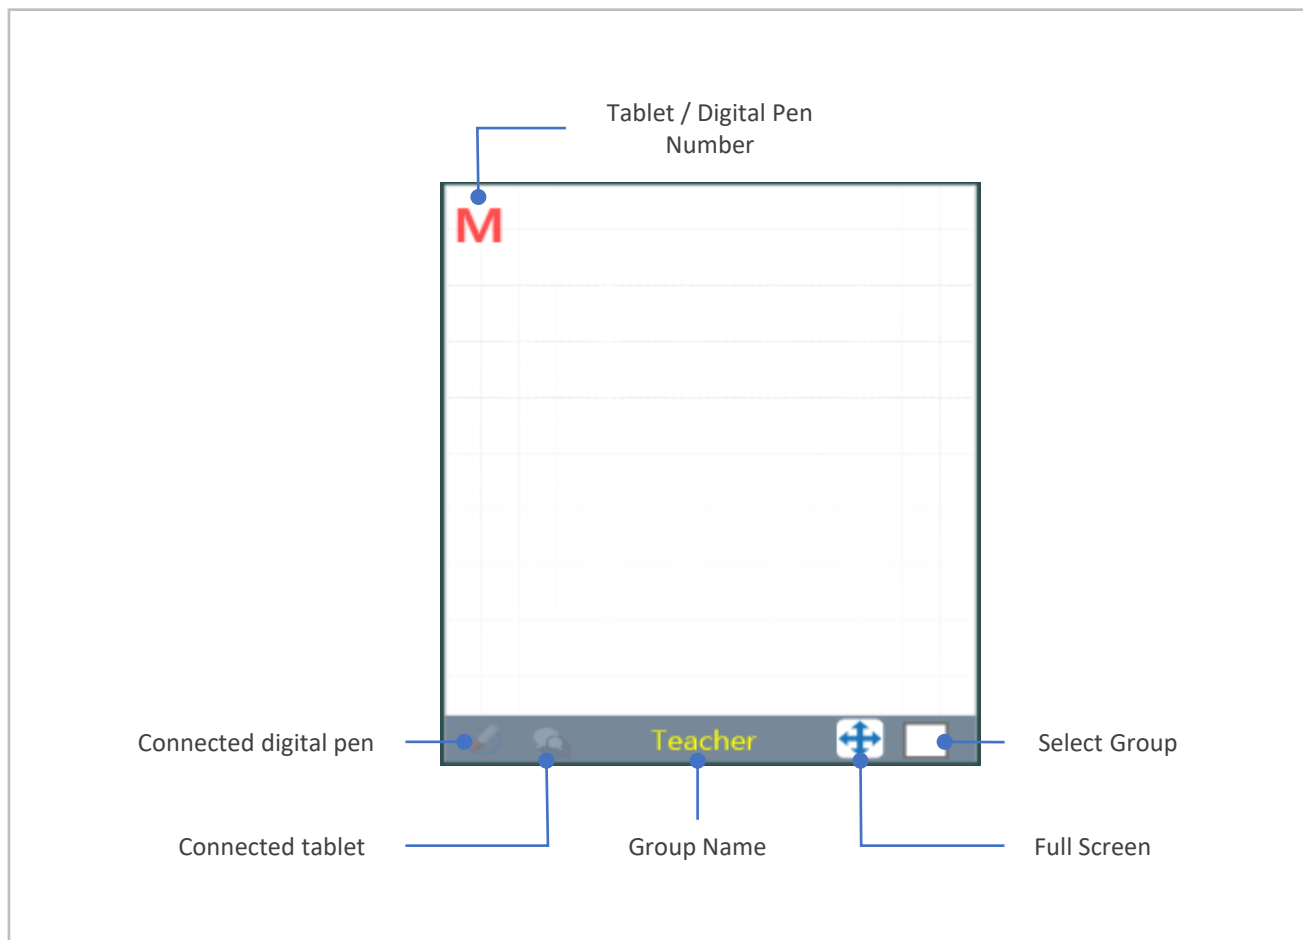 Tablet / Digital Pen
Number
M
Connected digital pen
Teacher
Select Group
Connected tablet
Group Name
Full Screen